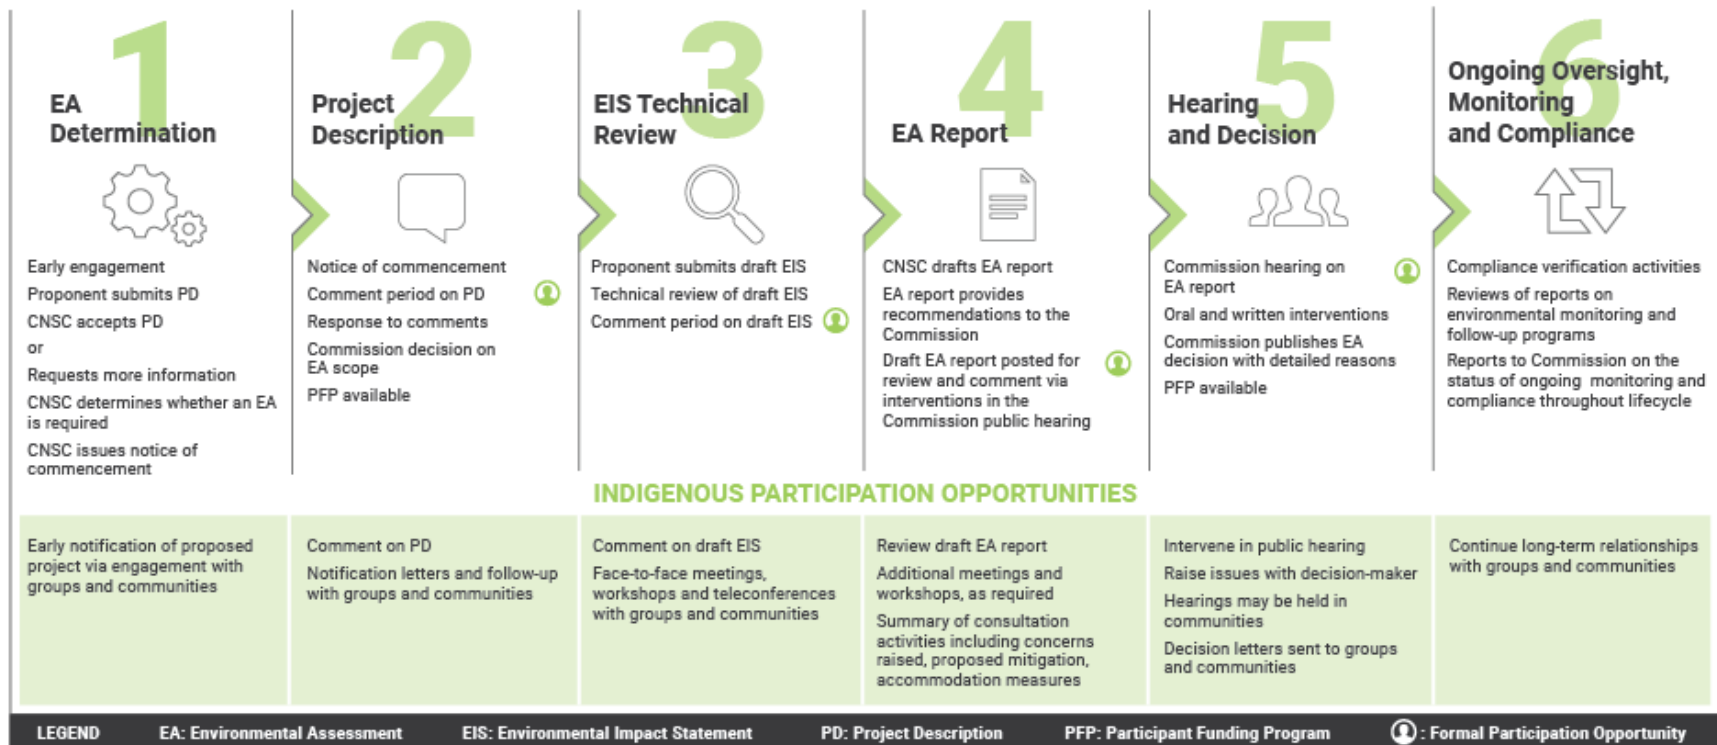 1
EA
Determination
Early engagement
Proponent submits PD
CNSC accepts PD
or
Requests more information
CNSC determines whether an EA
is required
CNSC issues notice of
commencement
2
Project
Description
Notice of commencement
Comment period on PD
Response to comments
Commission decision on
EA scope
PFP available
3
EIS Technical
Review
Proponent submits draft EIS
Technical review of draft EIS
Comment period on draft EIS
4
EA Report
CNSC drafts EA report
EA report provides
recommendations to the
Commission
Draft EA report posted for
review and comment via
interventions in the
Commission public hearing
5
Hearing
and Decision
Commission hearing on
EA report
Oral and written interventions
Commission publishes EA
decision with detailed reasons
PFP available
6
Ongoing Oversight,
Monitoring
and Compliance
Compliance verification activities
Reviews of reports on
environmental monitoring and
follow-up programs
Reports to Commission on the
status of ongoing monitoring and
compliance throughout lifecycle
INDIGENOUS PARTICIPATION OPPORTUNITIES
Early notification of proposed
project via engagement with
groups and communities
Comment on PD
Notification letters and follow-up
with groups and communities
Comment on draft EIS
Face-to-face meetings,
workshops and teleconferences
with groups and communities
Review draft EA report
Additional meetings and
workshops, as required
Summary of consultation
activities including concerns
raised, proposed mitigation,
accommodation measures
Intervene in public hearing
Raise issues with decision-maker
Hearings may be held in
communities
Decision letters sent to groups
and communities
Continue long-term relationships
with groups and communities
LEGEND EA: Environmental Assessment EIS: Environmental Impact Statement PD: Project Description PFP: Participant Funding Program : Formal Participation Opportunity